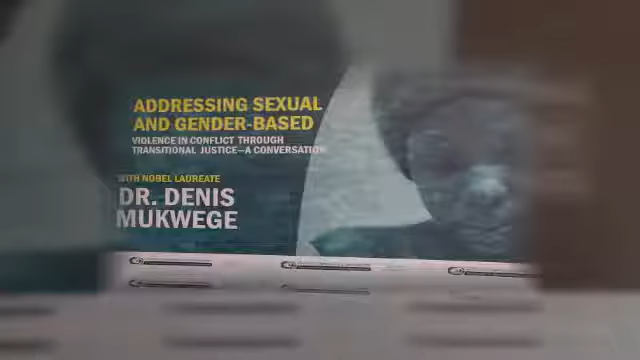 ADDRESSING SEXUAL
AND GENDER-BASED
VIOLENCE IN CONFLICT THROUGH
TRANSITIONAL JUSTICE—A CONVERSATION
WITH NOBEL LAUREATE
DR. DENIS
MUKWEGE